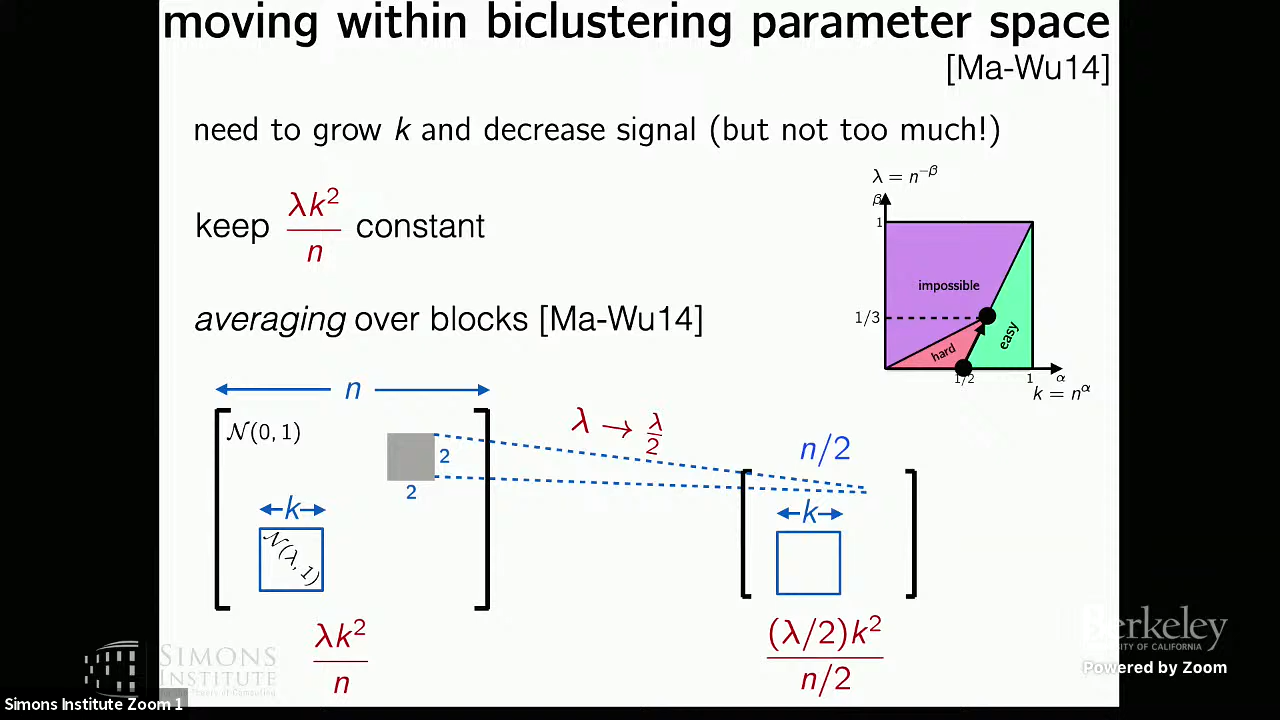 moving within biclustering parameter space
[Ma-Wu14]
need to grow k and decrease signal (but not too much!)
keep λk²/n constant
averaging over blocks [Ma-Wu14]
λ = n^{-β}
β
1
impossible
1/3
hard
easy
1/2
1
α
k = n^α
n
N(0, 1)
2
2
k
N(λ, 1)
λk²/n
λ → λ/2
n/2
k
(λ/2)k²/n/2
SIMONS
INSTITUTE
Berkeley
UNIVERSITY OF CALIFORNIA
Powered by Zoom
Simons Institute Zoom 1